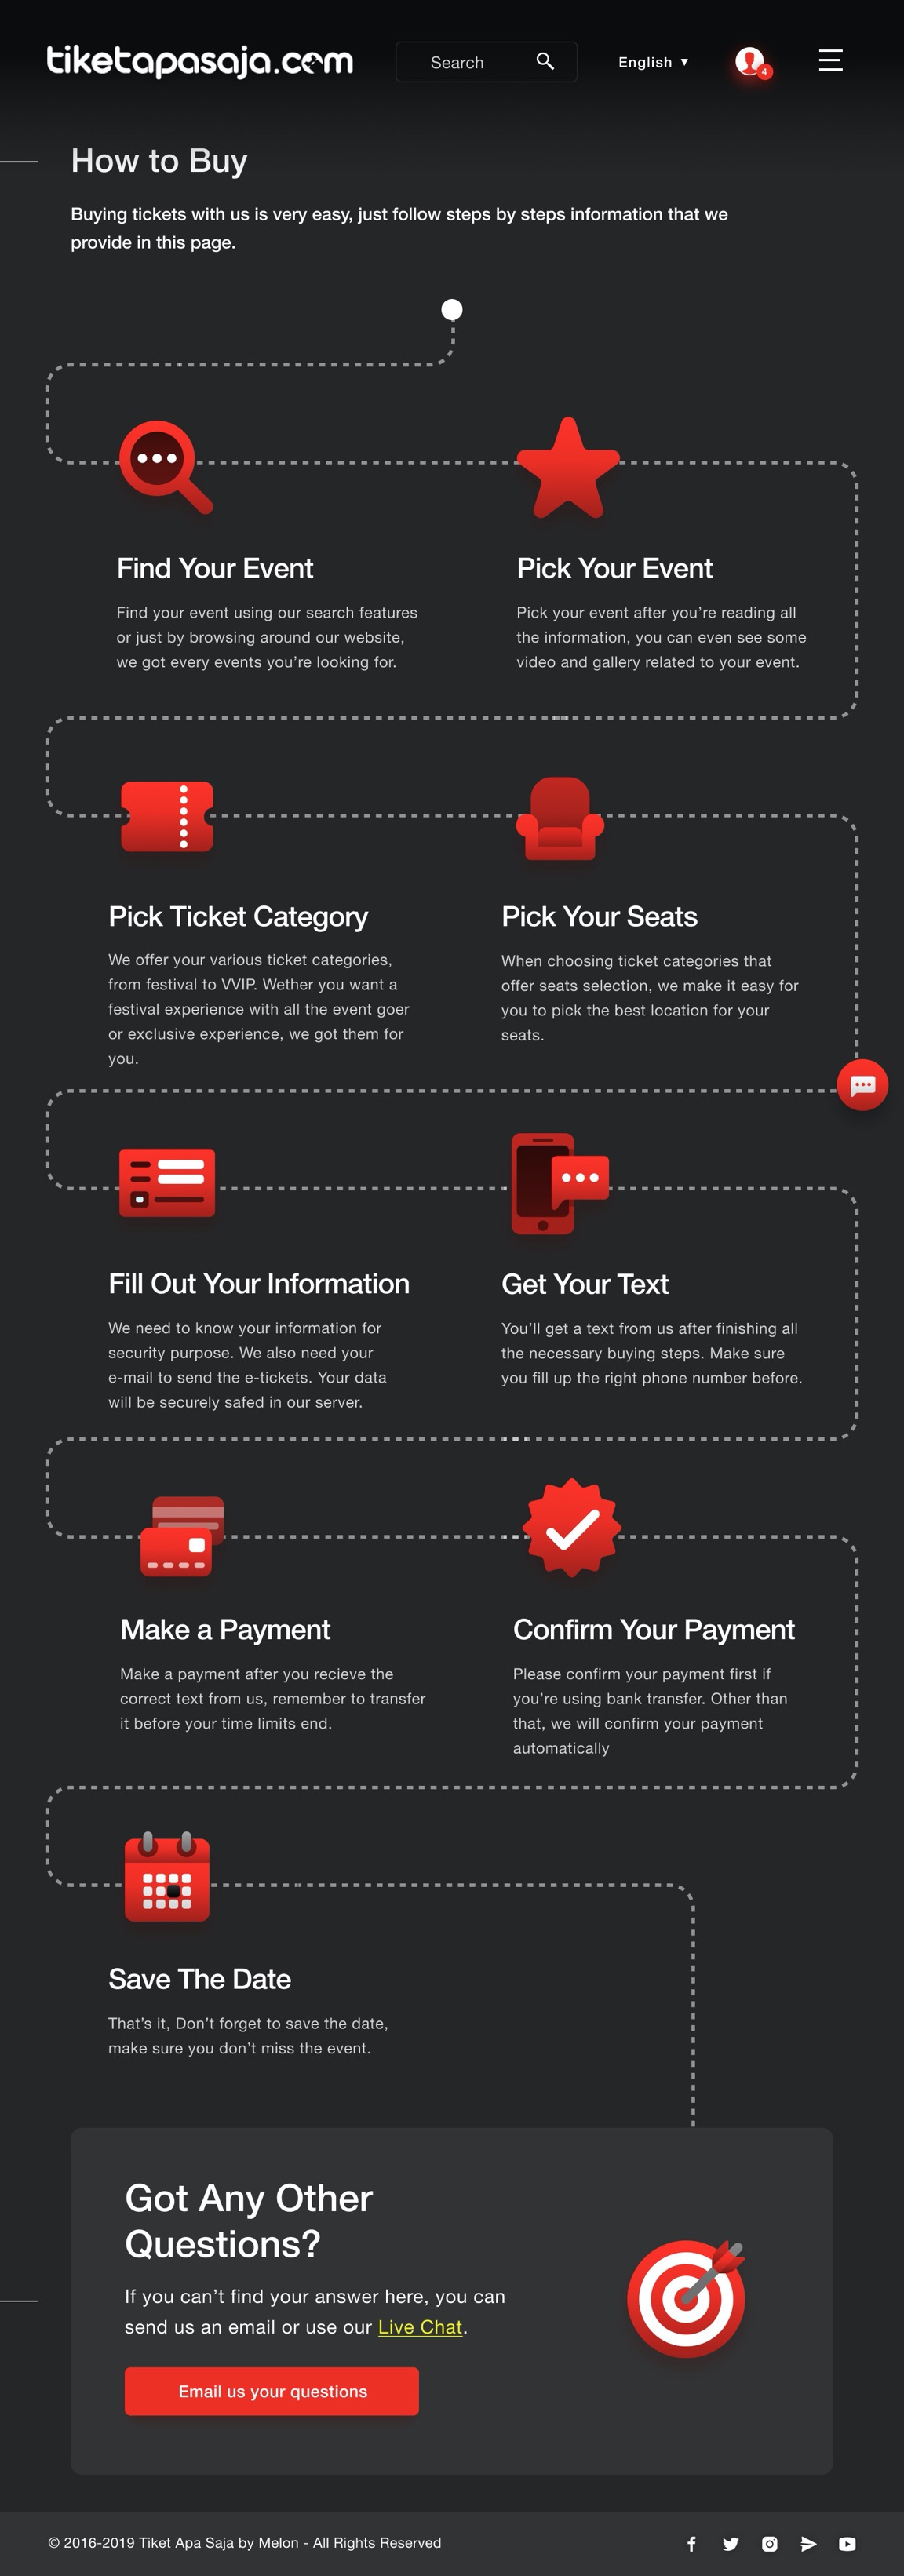 tiketapasaja.com
Search
English ▼
4
How to Buy
Buying tickets with us is very easy, just follow steps by steps information that we
provide in this page.
Find Your Event
Find your event using our search features
or just by browsing around our website,
we got every events you’re looking for.
Pick Your Event
Pick your event after you’re reading all
the information, you can even see some
video and gallery related to your event.
Pick Ticket Category
We offer your various ticket categories,
from festival to VVIP. Wether you want a
festival experience with all the event goer
or exclusive experience, we got them for
you.
Pick Your Seats
When choosing ticket categories that
offer seats selection, we make it easy for
you to pick the best location for your
seats.
Fill Out Your Information
We need to know your information for
security purpose. We also need your
e-mail to send the e-tickets. Your data
will be securely safed in our server.
Get Your Text
You’ll get a text from us after finishing all
the necessary buying steps. Make sure
you fill up the right phone number before.
Make a Payment
Make a payment after you recieve the
correct text from us, remember to transfer
it before your time limits end.
Confirm Your Payment
Please confirm your payment first if
you’re using bank transfer. Other than
that, we will confirm your payment
automatically
Save The Date
That’s it, Don’t forget to save the date,
make sure you don’t miss the event.
Got Any Other
Questions?
If you can’t find your answer here, you can
send us an email or use our Live Chat.
Email us your questions
© 2016-2019 Tiket Apa Saja by Melon - All Rights Reserved